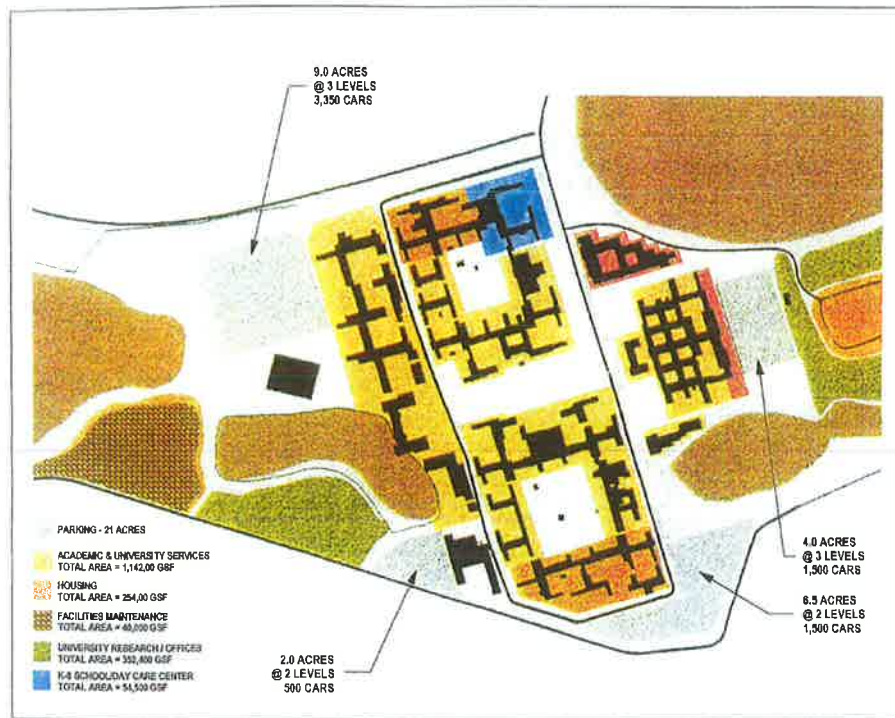 9.0 ACRES
@ 3 LEVELS
3,350 CARS
PARKING - 21 ACRES
ACADEMIC & UNIVERSITY SERVICES
TOTAL AREA = 1,142,00 GSF
HOUSING
TOTAL AREA = 254,00 GSF
FACILITIES MAINTENANCE
TOTAL AREA = 40,000 GSF
UNIVERSITY RESEARCH / OFFICES
TOTAL AREA = 352,400 GSF
K-8 SCHOOL/DAY CARE CENTER
TOTAL AREA = 54,500 GSF
2.0 ACRES
@ 2 LEVELS
500 CARS
4.0 ACRES
@ 3 LEVELS
1,500 CARS
6.5 ACRES
@ 2 LEVELS
1,500 CARS